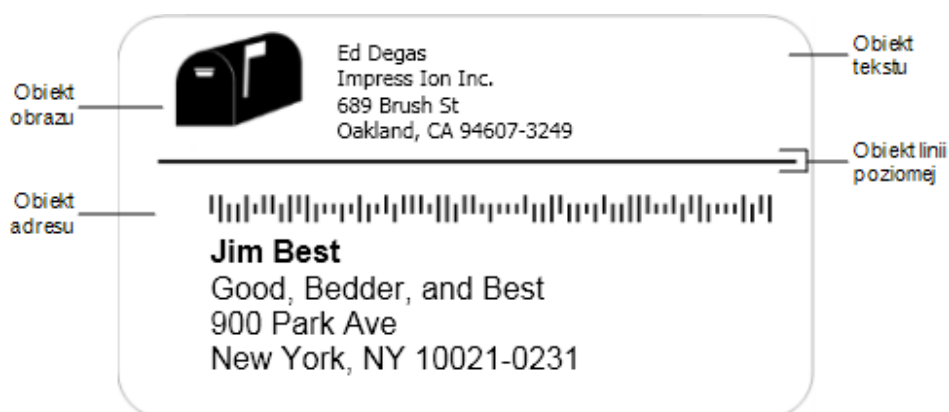 Ed Degas
Impress Ion Inc.
689 Brush St
Oakland, CA 94607-3249
Obiekt
tekstu
Obiekt
obrazu
Obiekt linii
poziomej
Obiekt
adresu
Jim Best
Good, Bedder, and Best
900 Park Ave
New York, NY 10021-0231